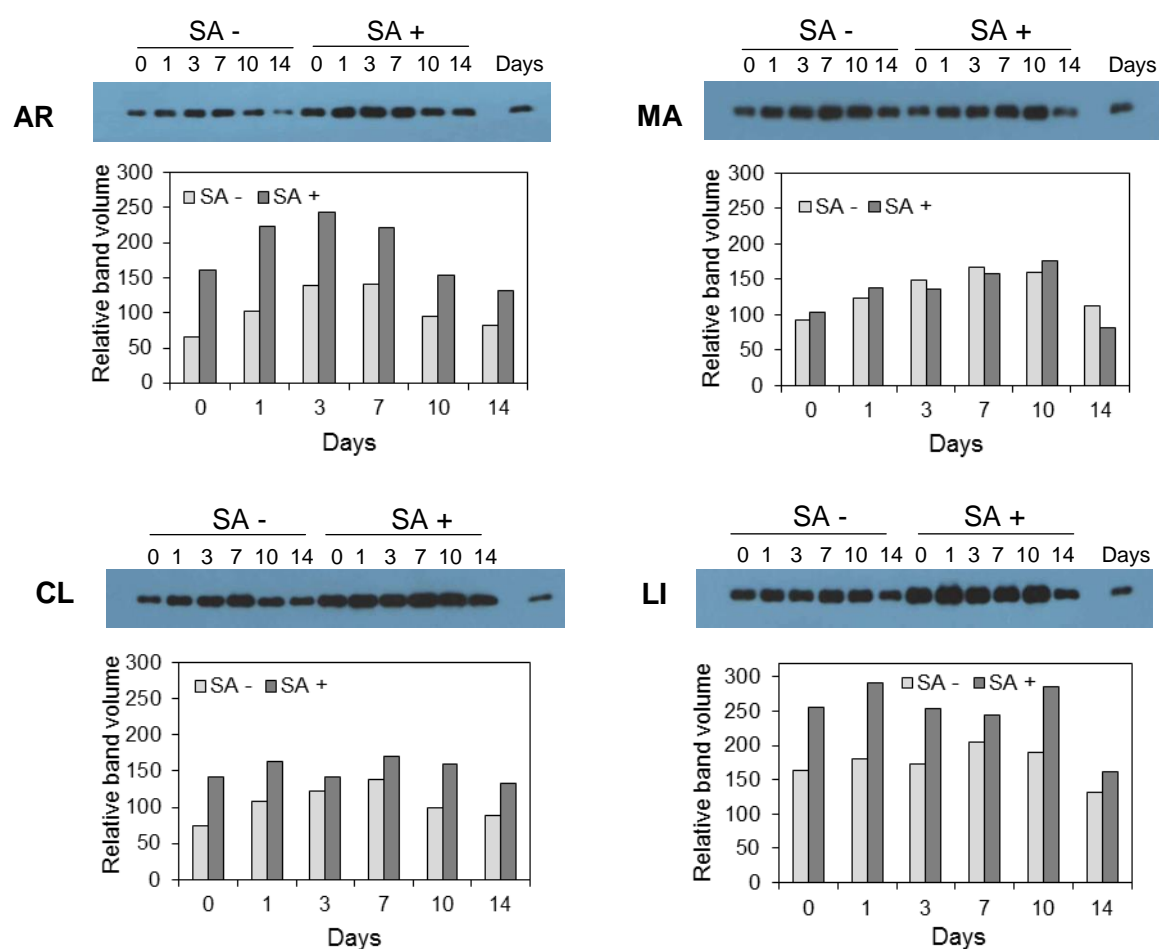 SA - SA +
0 1 3 7 10 14 0 1 3 7 10 14 Days
AR
300
250
200
150
100
50
0
Relative band volume
SA - SA +
0 1 3 7 10 14
Days
SA - SA +
0 1 3 7 10 14 0 1 3 7 10 14 Days
MA
300
250
200
150
100
50
0
Relative band volume
SA - SA +
0 1 3 7 10 14
Days
SA - SA +
0 1 3 7 10 14 0 1 3 7 10 14
CL
300
250
200
150
100
50
0
Relative band volume
SA - SA +
0 1 3 7 10 14
Days
SA - SA +
0 1 3 7 10 14 0 1 3 7 10 14 Days
LI
300
250
200
150
100
50
0
Relative band volume
SA - SA +
0 1 3 7 10 14
Days